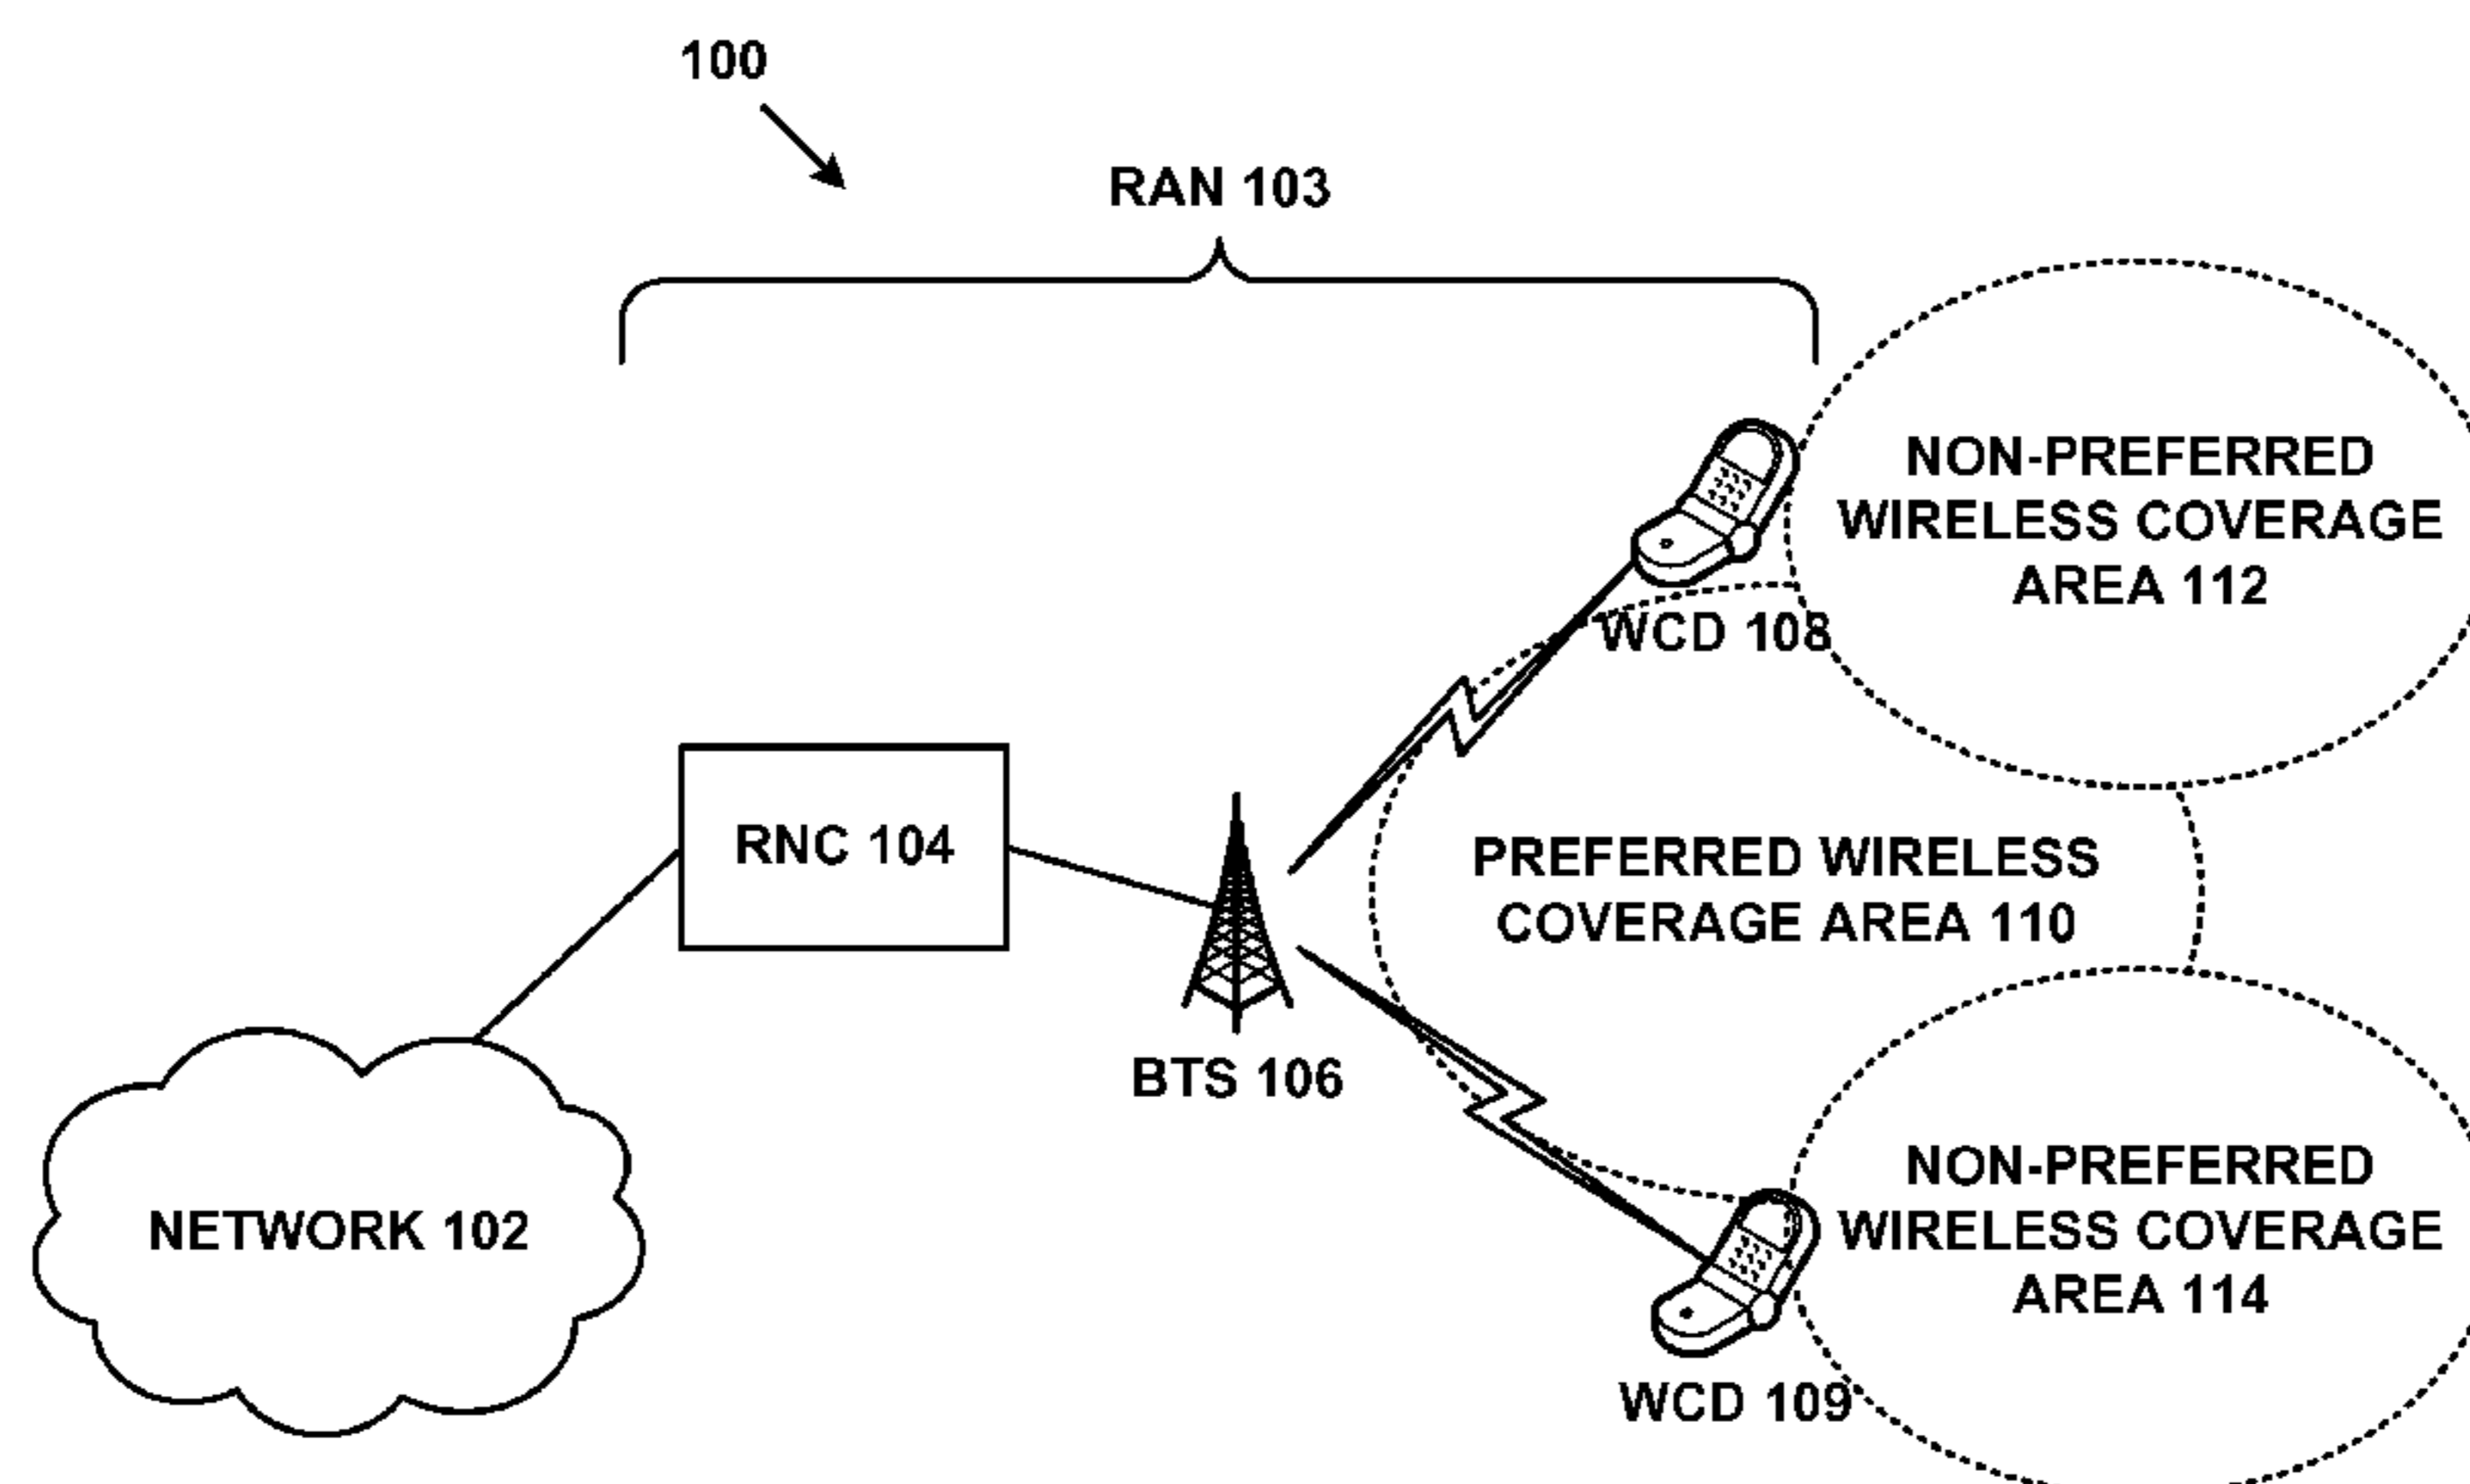 100
RAN 103
NON-PREFERRED
WIRELESS COVERAGE
AREA 112
WCD 108
RNC 104
PREFERRED WIRELESS
COVERAGE AREA 110
BTS 106
NETWORK 102
NON-PREFERRED
WIRELESS COVERAGE
AREA 114
WCD 109